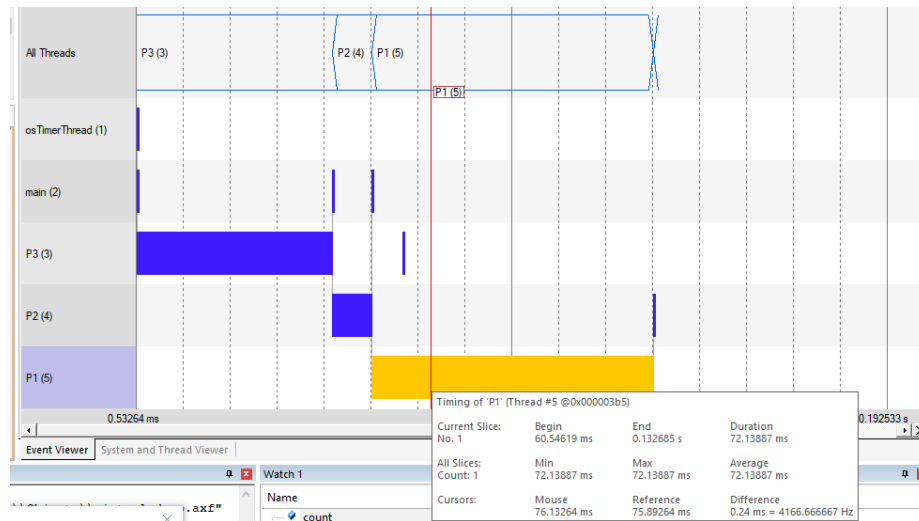 All Threads
P3 (3)
P2 (4)
P1 (5)
P1 (5)
osTimerThread (1)
main (2)
P3 (3)
P2 (4)
P1 (5)
0.53264 ms
0.192533 s
Timing of 'P1' (Thread #5 @0x000003b5)
Current Slice: Begin End Duration
No. 1 60.54619 ms 0.132685 s 72.13887 ms
All Slices: Min Max Average
Count: 1 72.13887 ms 72.13887 ms 72.13887 ms
Cursors: Mouse Reference Difference
76.13264 ms 75.89264 ms 0.24 ms = 4166.666667 Hz
Event Viewer System and Thread Viewer
Watch 1
Name
.axf"
count